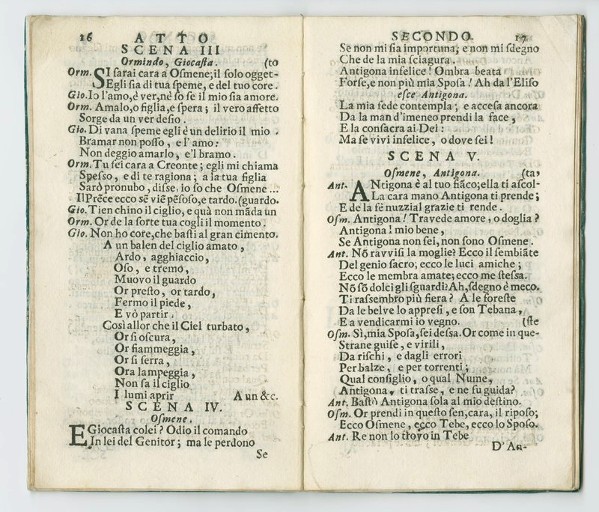 26 ATTO
SCENA III
Ormindo, Giocasta. (to
Orm. SI sarai cara a Osmene; il solo ogget-
Egli sia di tua speme, e del tuo core.
Gio. Io l'amo, è ver, nè so se il mio sia amore.
Orm. Amalo, o figlia, e spera; il vero affetto
Sorge da un ver desio.
Gio. Di vana speme egli è un delirio il mio.
Bramar non posso, e l'amo:
Non deggio amarlo, e'l bramo.
Orm. Tu sei cara a Creonte; egli mi chiama
Spesso, e di te ragiona; a la tua figlia
Sarò pronubo, disse: io so che Osmene ...
Il Prēce ecco sē viē pēsoso, e tardo. (guardo.
Gio. Tien chino il ciglio, e quà non māda un
Orm. Or de la sorte tua cogli il momento.
Gio. Non ho core, che basti al gran cimento.
A un balen del ciglio amato,
Ardo, agghiaccio,
Oso, e tremo,
Muovo il guardo
Or presto, or tardo,
Fermo il piede,
E vò partir.
Così allor che il Ciel turbato,
Or si oscura,
Or fiammeggia,
Or si serra,
Ora lampeggia,
Non sa il ciglio
I lumi aprir A un &c.
SCENA IV.
Osmene.
E Giocasta colei? Odio il comando
In lei del Genitor; ma le perdono
Se
SECONDO. 27
Se non mi sia importuna, e non mi sdegno
Che de la mia sciagura.
Antigona infelice! Ombra beata
Forse, e non più mia Sposa! Ah dal'Eliso
esce Antigona.
La mia fede contempla; e accesa ancora
Da la man d'imeneo prendi la face,
E la consacra ai Dei:
Ma se vivi infelice, o dove sei!
SCENA V.
Osmene, Antigona. (ta>
Ant. ANtigona è al tuo fiāco; ella ti ascol-
La cara mano Antigona ti prende;
E de la fè nuzzial grazie ti rende.
Osm. Antigona! Travede amore, o doglia?
Antigona! mio bene,
Se Antigona non sei, non sono Osmene.
Ant. Nō ravvisi la moglie? Ecco il sembiāte
Del genio sacro, ecco le luci amiche;
Ecco le membra amate; ecco me stessa.
Nō sō dolci gli sguardi? Ah, sdegno è meco.
Ti rassembro più fiera? A le foreste
Da le belve lo appresi, e son Tebana,
E a vendicarmi io vegno. (ste
Osm. Sì, mia Sposa, sei dessa. Or come in que-
Strane guise, e virili,
Da rischi, e dagli errori
Per balze, e per torrenti;
Qual consiglio, o qual Nume,
Antigona, ti trasse, e ne fu guida?
Ant. Bastò Antigona sola al mio destino.
Osm. Or prendi in questo sen, cara, il riposo;
Ecco Osmene, ecco Tebe, ecco lo Sposo.
Ant. Re non lo trovo in Tebe
D'An-